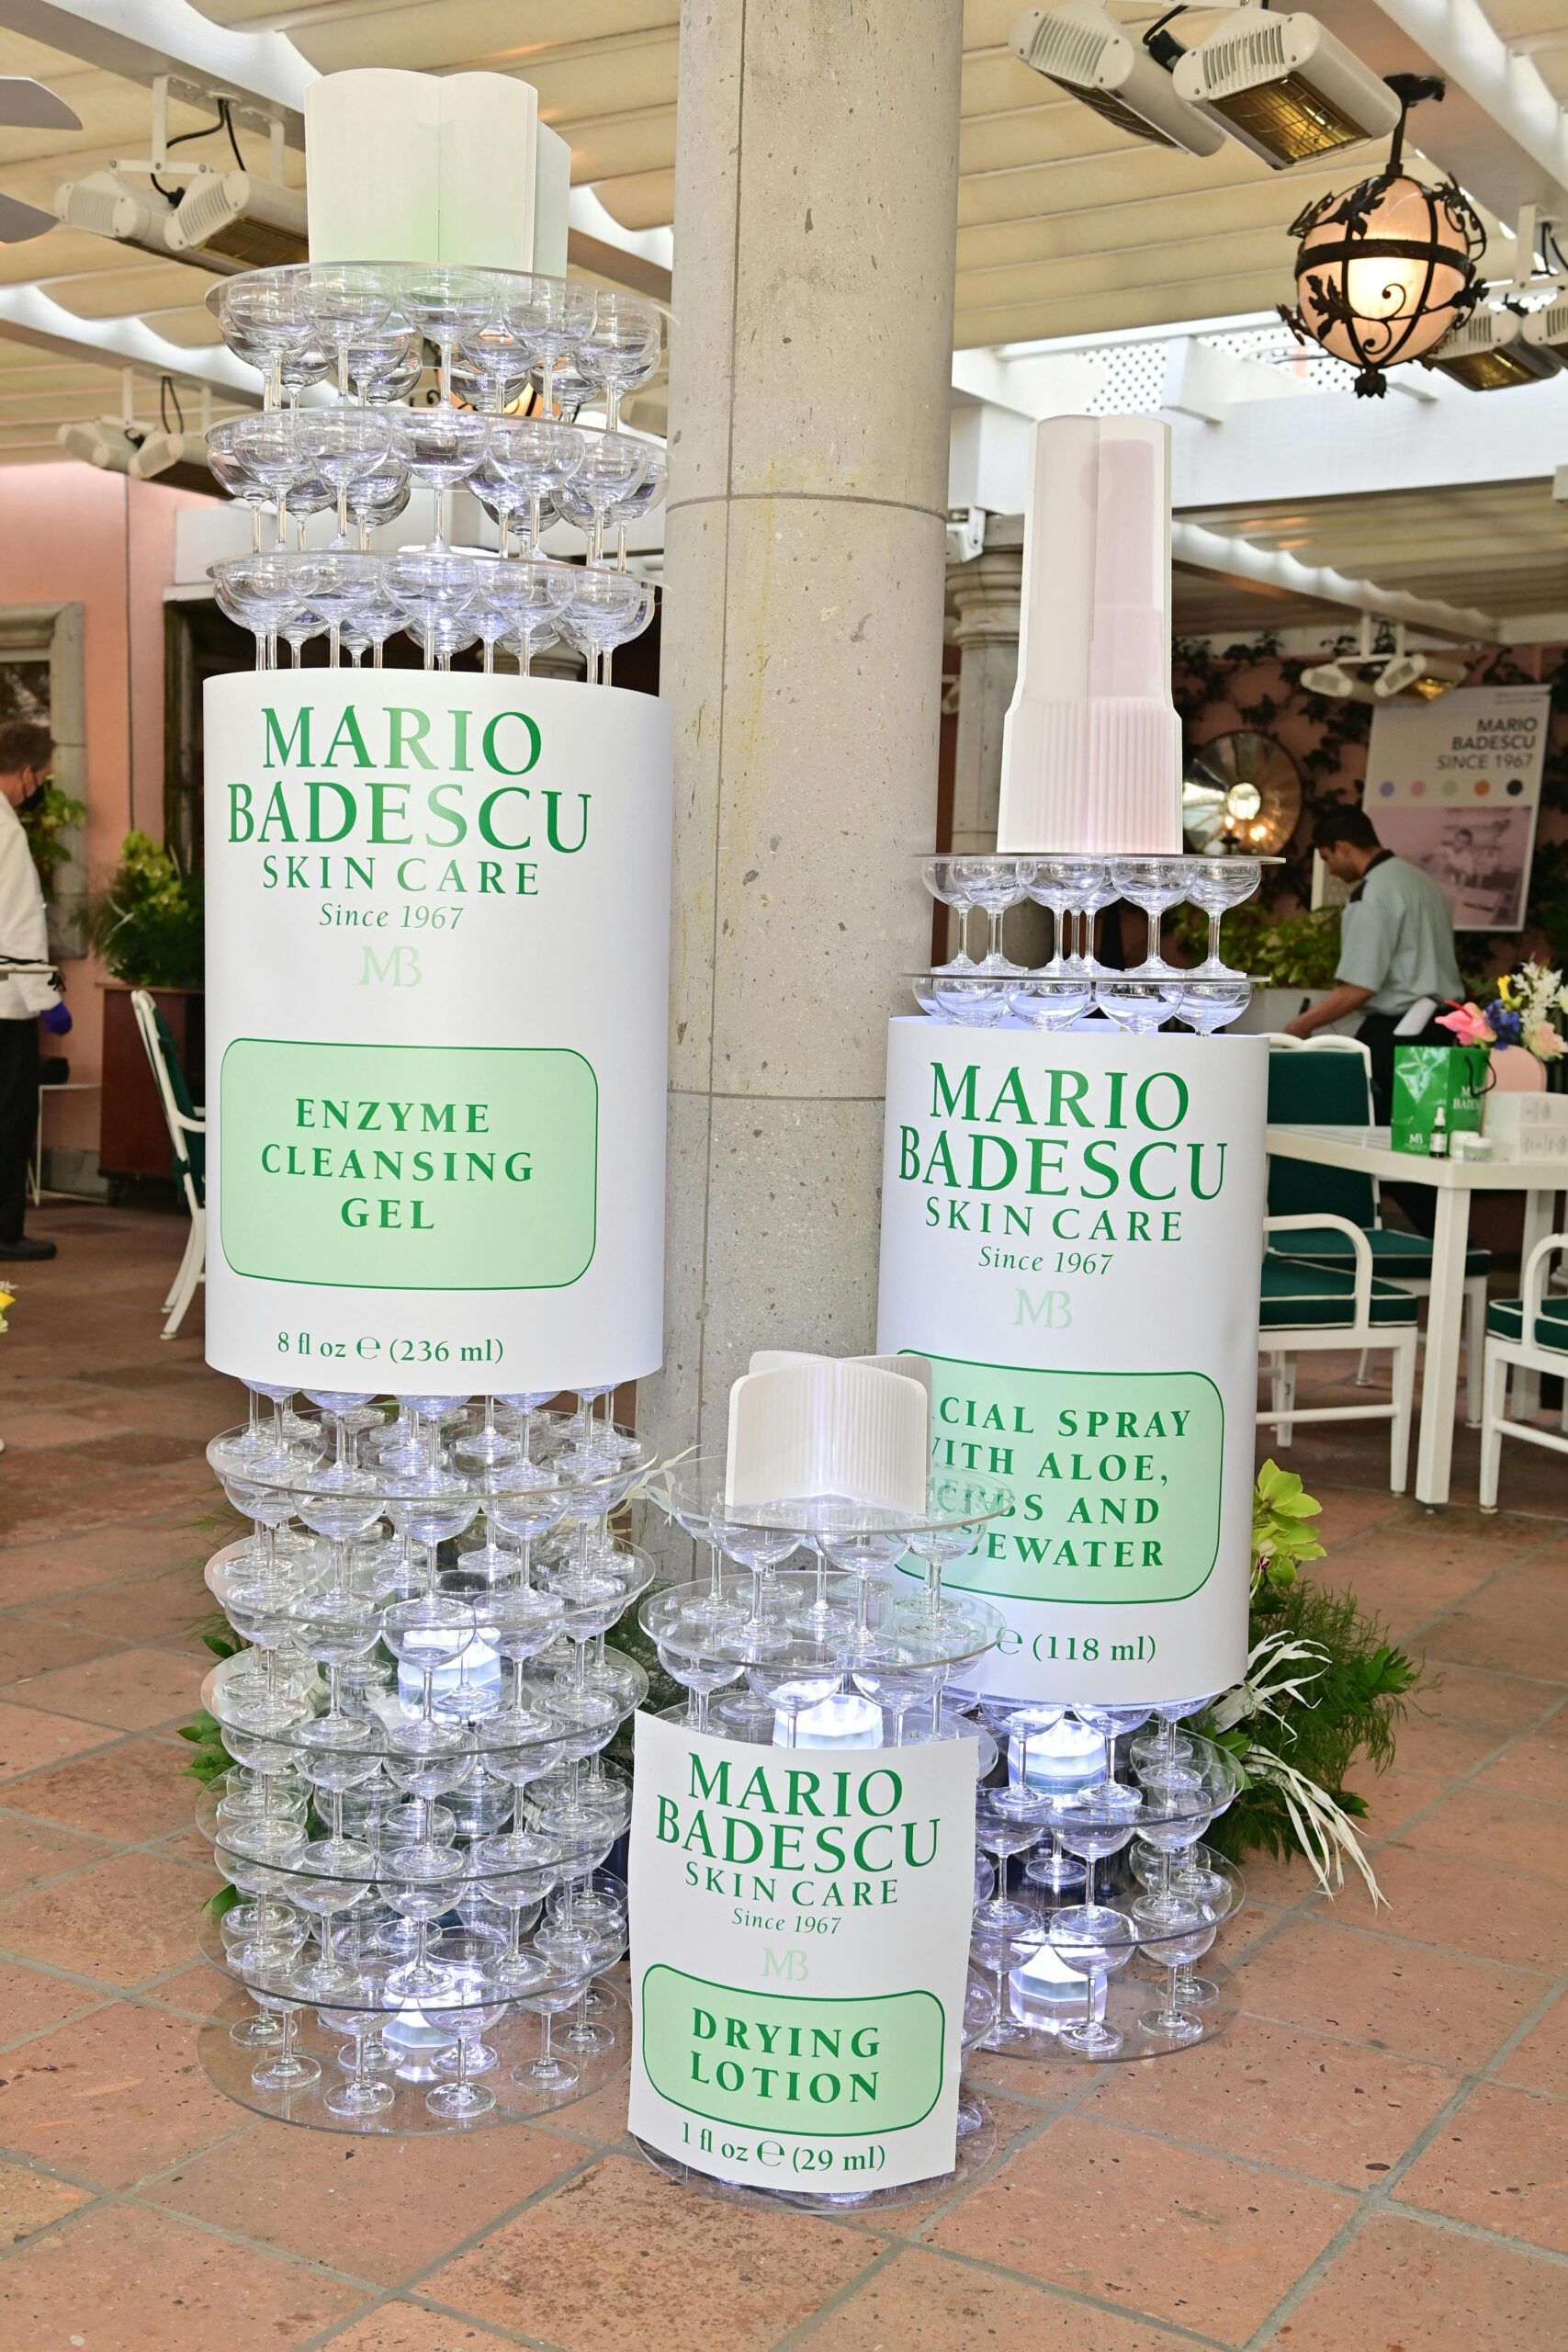 MARIO
BADESCU
SKIN CARE
Since 1967
MB
ENZYME
CLEANSING
GEL
8 fl oz ℮ (236 ml)
MARIO
BADESCU
SKIN CARE
Since 1967
MB
CIAL SPRAY
WITH ALOE,
AND
EWATER
℮ (118 ml)
MARIO
BADESCU
SKIN CARE
Since 1967
MB
DRYING
LOTION
1 fl oz ℮ (29 ml)
MARIO
BADESCU
SINCE 1967
MB